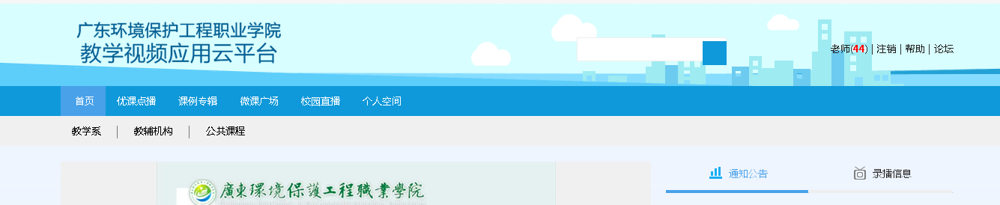 广东环境保护工程职业学院
教学视频应用云平台
老师(44) | 注销 | 帮助 | 论坛
首页 优课点播 课例专辑 微课广场 校园直播 个人空间
教学系 教辅机构 公共课程
通知公告 录播信息
廣東環境保護工程職業學院